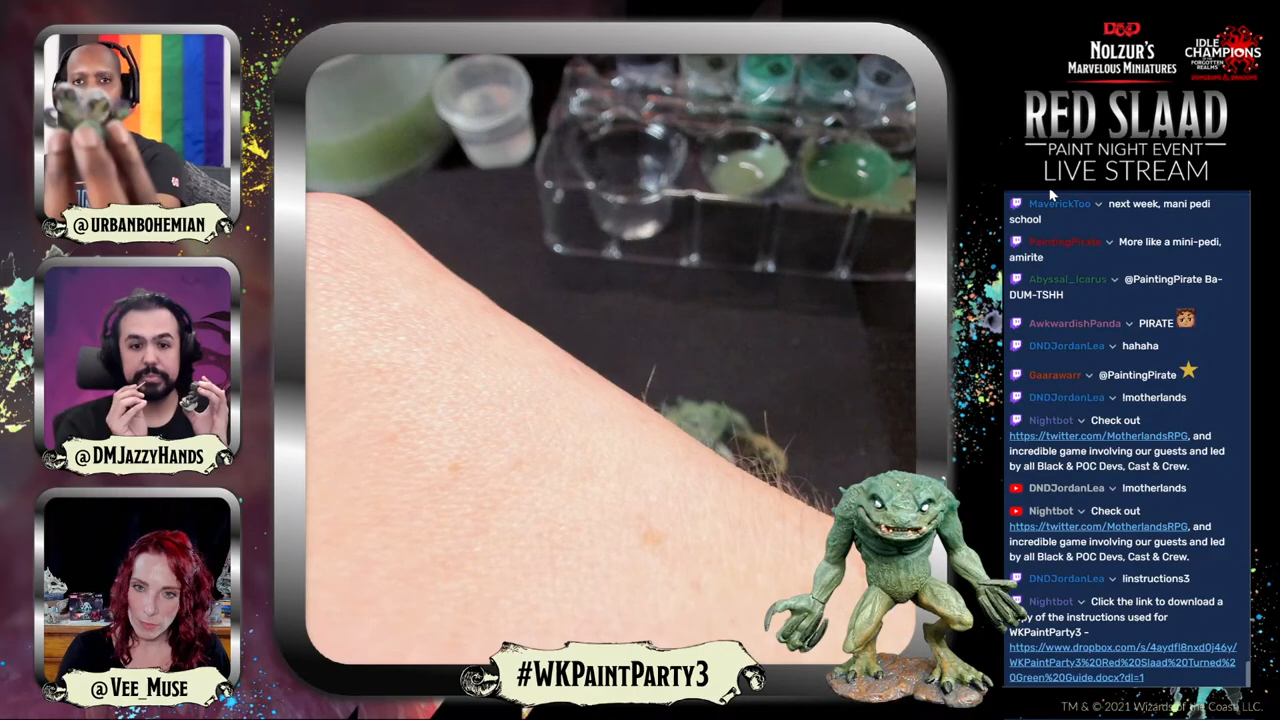 @URBANBOHEMIAN
@DMJAZZYHANDS
@VEE_MUSE
#WKPAINTPARTY3
D&D
NOLZUR'S
MARVELOUS MINIATURES
IDLE
CHAMPIONS
OF THE
FORGOTTEN
REALMS
DUNGEONS & DRAGONS
RED SLAAD
PAINT NIGHT EVENT
LIVE STREAM
MaverickToo next week, mani pedi
school
PaintingPirate More like a mini-pedi,
amirite
Abyssal_Icarus @PaintingPirate Ba-
DUM-TSHH
AwkwardishPanda PIRATE
DNDJordanLea hahaha
Gaarawarr @PaintingPirate
DNDJordanLea !motherlands
Nightbot Check out
https://twitter.com/MotherlandsRPG, and
incredible game involving our guests and led
by all Black & POC Devs, Cast & Crew.
DNDJordanLea !motherlands
Nightbot Check out
https://twitter.com/MotherlandsRPG, and
incredible game involving our guests and led
by all Black & POC Devs, Cast & Crew.
DNDJordanLea !instructions3
Nightbot Click the link to download a
of the instructions used for
WKPaintParty3 -
https://www.dropbox.com/s/4aydfl8nxd0j46y/
WKPaintParty3%20Red%20Slaad%20Turned%2
0Green%20Guide.docx?dl=1
TM & © 2021 Wizards of the Coast LLC.